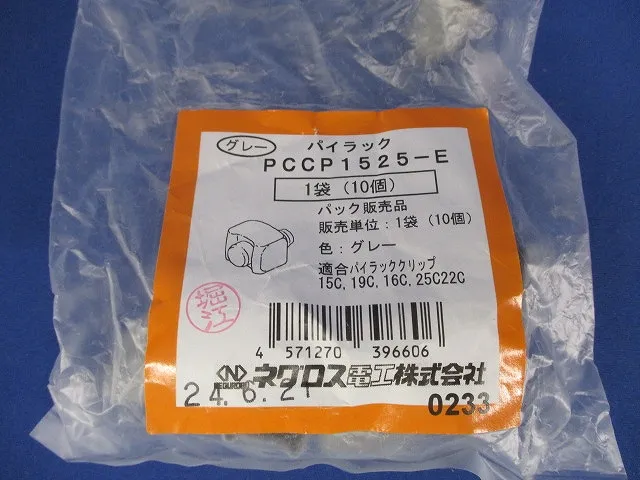 グレー
パイラック
PCCP1525-E
1袋(10個)
パック販売品
販売単位:1袋(10個)
色:グレー
適合パイラッククリップ
15C,19C,16C,25C22C
堀江
4 571270 396606
NEGUROSU ネグロス電工株式会社
24.6.21
0233